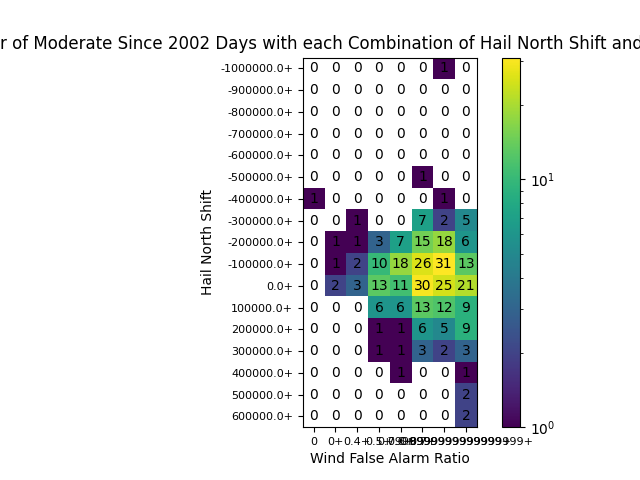 r of Moderate Since 2002 Days with each Combination of Hail North Shift and
-1000000.0+ 0 0 0 0 0 0 1 0
-900000.0+ 0 0 0 0 0 0 0 0
-800000.0+ 0 0 0 0 0 0 0 0
-700000.0+ 0 0 0 0 0 0 0 0
-600000.0+ 0 0 0 0 0 0 0 0
-500000.0+ 0 0 0 0 0 1 0 0
-400000.0+ 1 0 0 0 0 0 1 0
-300000.0+ 0 0 1 0 0 7 2 5
-200000.0+ 0 1 1 3 7 15 18 6
-100000.0+ 0 1 2 10 18 26 31 13
0.0+ 0 2 3 13 11 30 25 21
100000.0+ 0 0 0 6 6 13 12 9
200000.0+ 0 0 0 1 1 6 5 9
300000.0+ 0 0 0 1 1 3 2 3
400000.0+ 0 0 0 0 1 0 0 1
500000.0+ 0 0 0 0 0 0 0 2
600000.0+ 0 0 0 0 0 0 0 2
0 0+ 0.4+
Wind False Alarm Ratio
Hail North Shift
10^1
10^0